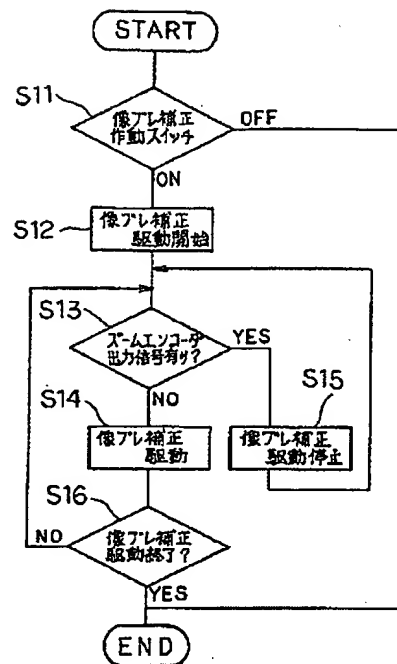 START
S11
像ブレ補正
作動スイッチ
OFF
ON
S12
像ブレ補正
駆動開始
S13
ズームエンコーダ
出力信号有り?
YES
NO
S14
像ブレ補正
駆動
S15
像ブレ補正
駆動停止
S16
像ブレ補正
駆動終了?
NO
YES
END